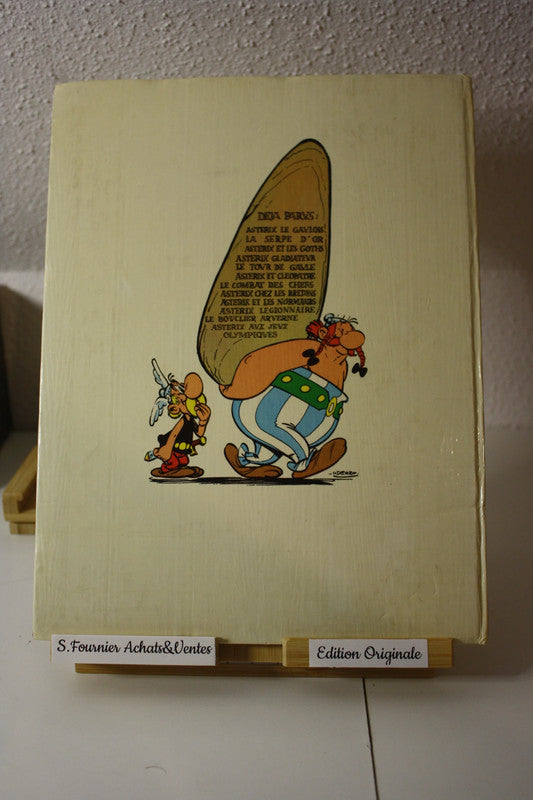 DEJA PARUS :
ASTERIX LE GAULOIS
LA SERPE D'OR
ASTERIX ET LES GOTHS
ASTERIX GLADIATEUR
LE TOUR DE GAULE
ASTERIX ET CLEOPATRE
LE COMBAT DES CHEFS
ASTERIX CHEZ LES BRETONS
ASTERIX ET LES NORMANDS
ASTERIX LEGIONNAIRE
LE BOUCLIER ARVERNE
ASTERIX AUX JEUX
OLYMPIQUES
UDERZO
S.Fournier Achats&Ventes
Edition Originale